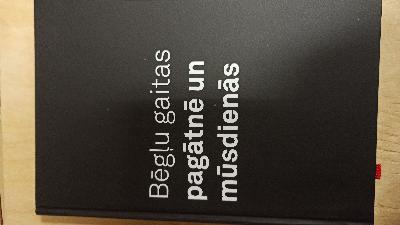 Bēgļu gaitas
pagātnē un
mūsdienās